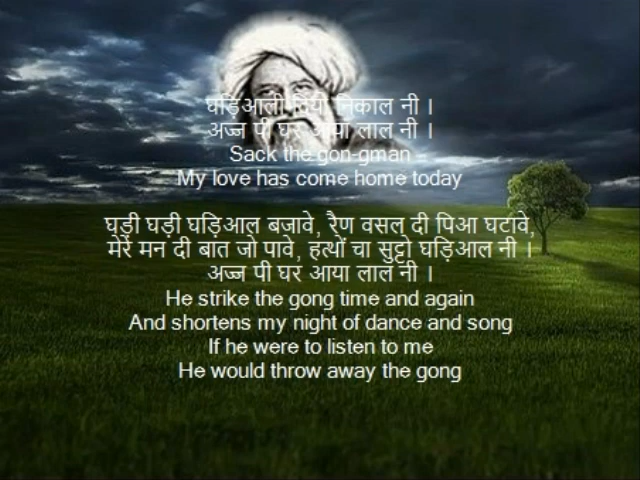 घड़िआली दियो निकाल नी ।
अज्ज पी घर आया लाल नी ।
Sack the gon-gman
My love has come home today
घड़ी घड़ी घड़िआल बजावे, रैण वसल दी पिआ घटावे,
मेरे मन दी बात जो पावे, हत्थों चा सुट्टो घड़िआल नी ।
अज्ज पी घर आया लाल नी ।
He strike the gong time and again
And shortens my night of dance and song
If he were to listen to me
He would throw away the gong